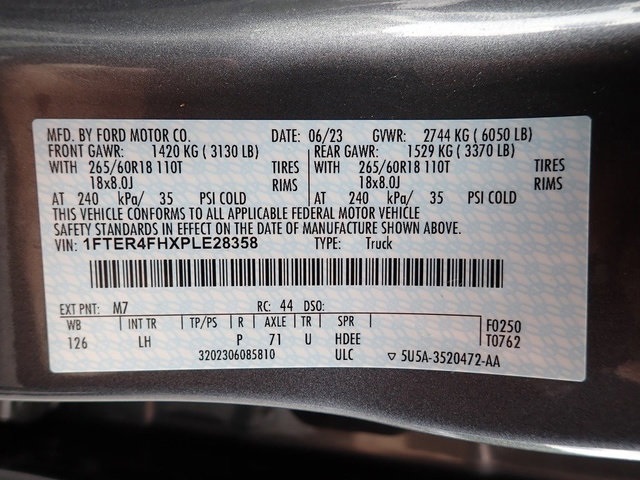 MFD. BY FORD MOTOR CO. DATE: 06/23 GVWR: 2744 KG ( 6050 LB)
FRONT GAWR: 1420 KG ( 3130 LB) REAR GAWR: 1529 KG ( 3370 LB)
WITH 265/60R18 110T TIRES WITH 265/60R18 110T TIRES
18x8.0J RIMS 18x8.0J RIMS
AT 240 kPa/ 35 PSI COLD AT 240 kPa/ 35 PSI COLD
THIS VEHICLE CONFORMS TO ALL APPLICABLE FEDERAL MOTOR VEHICLE
SAFETY STANDARDS IN EFFECT ON THE DATE OF MANUFACTURE SHOWN ABOVE.
VIN: 1FTER4FHXPLE28358 TYPE: Truck
EXT PNT: M7 RC: 44 DSO:
WB INT TR TP/PS R AXLE TR SPR F0250
126 LH P 71 U HDEE T0762
3202306085810 ULC ▽ 5U5A-3520472-AA